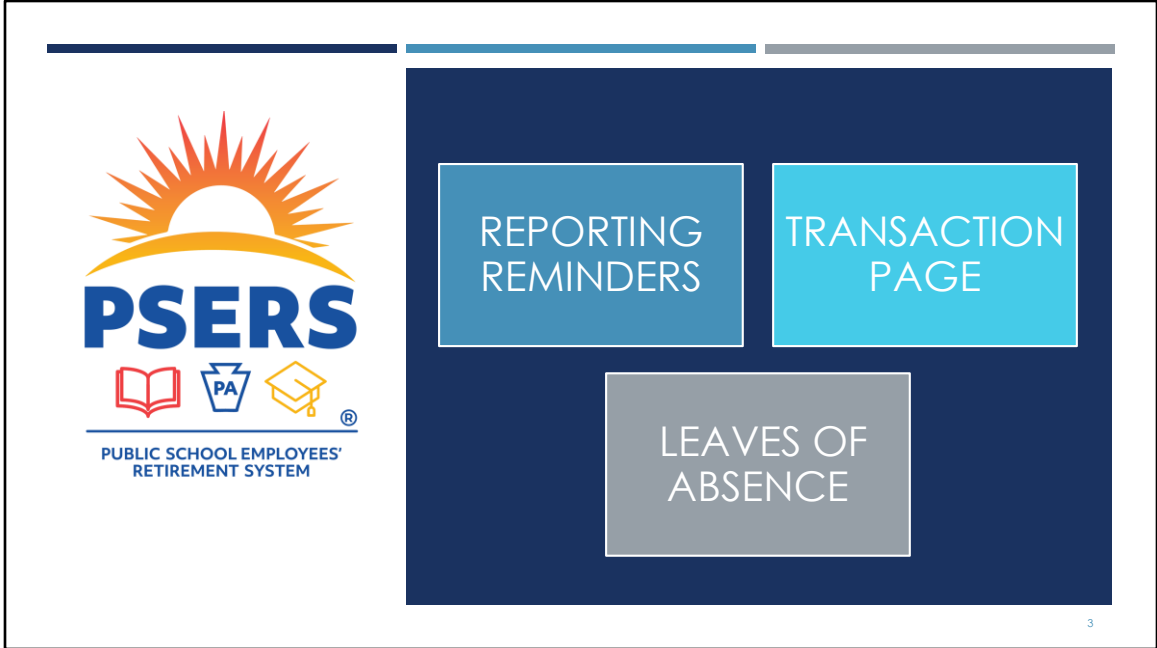 PSERS
PA
®
PUBLIC SCHOOL EMPLOYEES'
RETIREMENT SYSTEM
REPORTING
REMINDERS
TRANSACTION
PAGE
LEAVES OF
ABSENCE
3